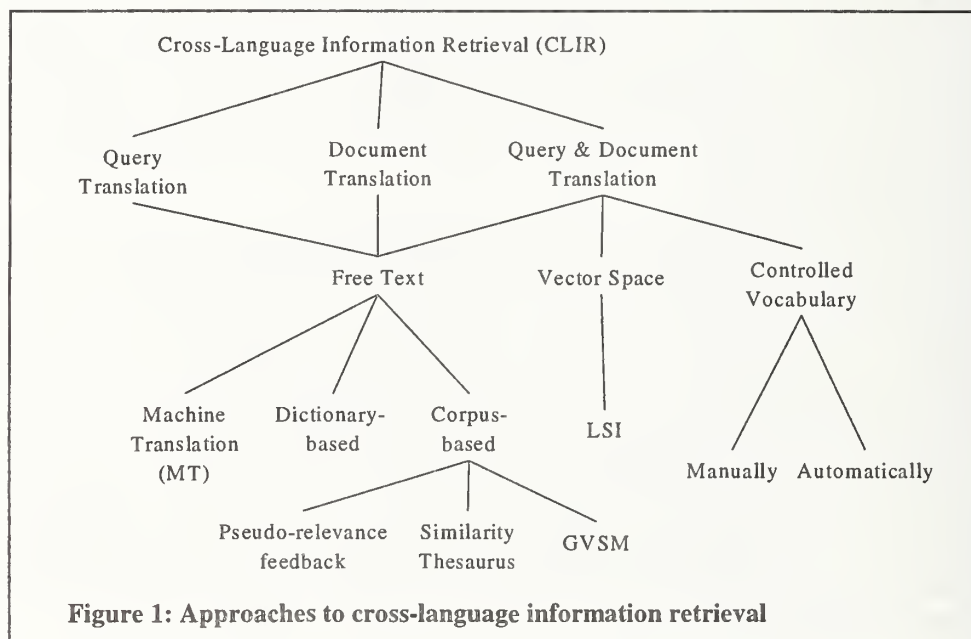 Cross-Language Information Retrieval (CLIR)
Query
Translation
Document
Translation
Query & Document
Translation
Free Text
Vector Space
Controlled
Vocabulary
Machine
Translation
(MT)
Dictionary-
based
Corpus-
based
LSI
Manually
Automatically
Pseudo-relevance
feedback
Similarity
Thesaurus
GVSM
Figure 1: Approaches to cross-language information retrieval